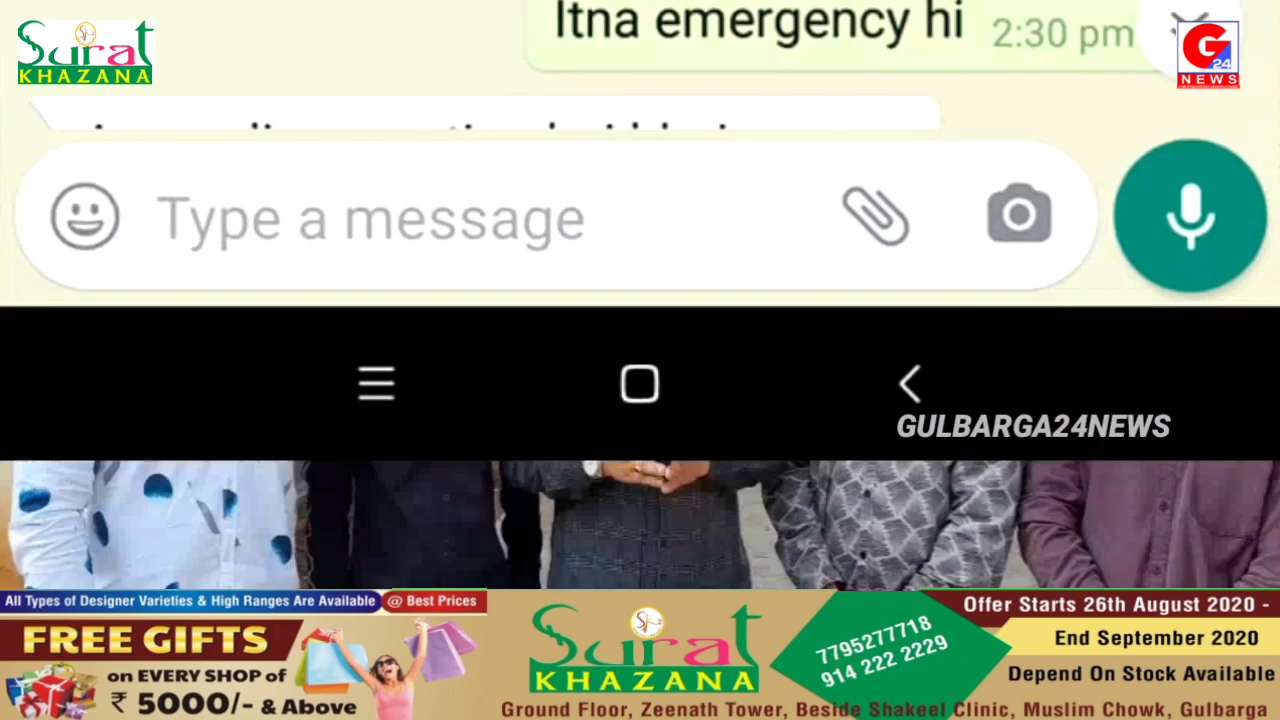 Surat
KHAZANA
Itna emergency hi
2:30 pm
G
24
NEWS
Type a message
GULBARGA24NEWS
All Types of Designer Varieties & High Ranges Are Available @ Best Prices
FREE GIFTS
on EVERY SHOP of
₹ 5000/- & Above
Surat
KHAZANA
7795277718
914 222 2229
Offer Starts 26th August 2020 -
End September 2020
Depend On Stock Available
Ground Floor, Zeenath Tower, Beside Shakeel Clinic, Muslim Chowk, Gulbarga